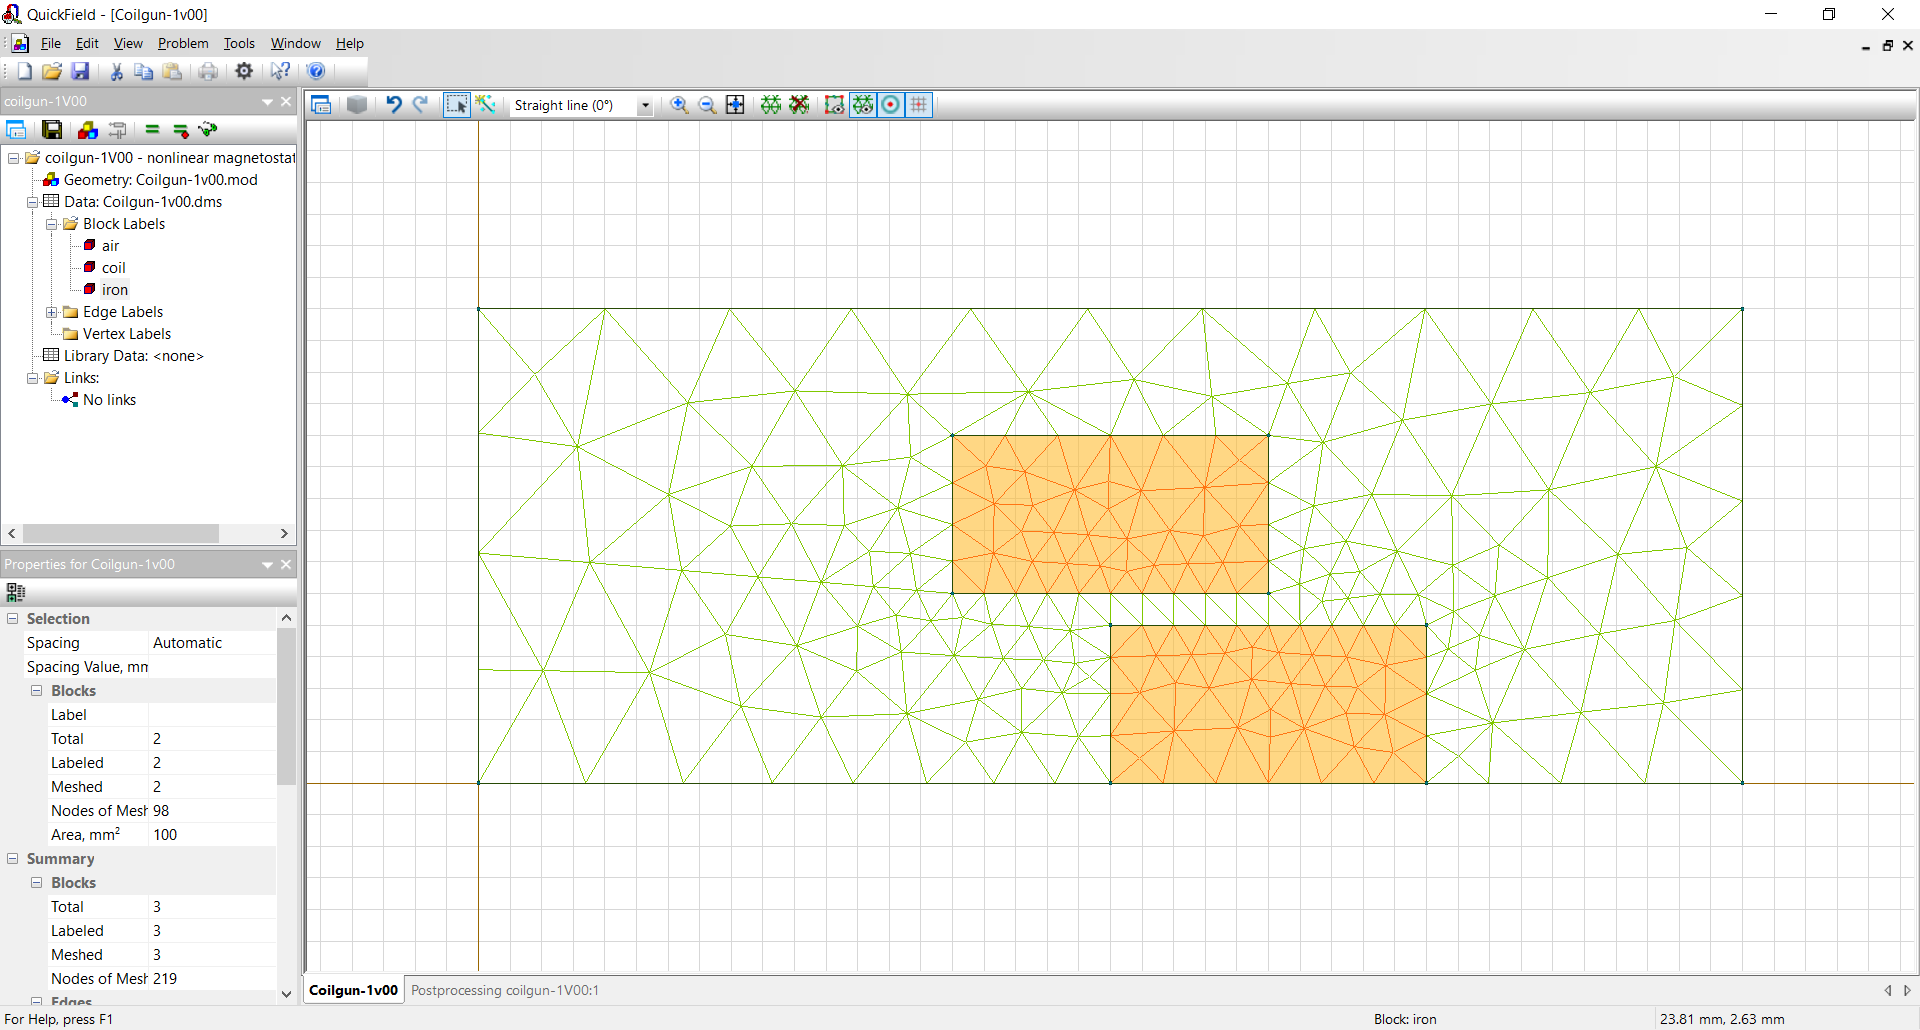 QuickField - [Coilgun-1v00]
File Edit View Problem Tools Window Help
coilgun-1V00
coilgun-1V00 - nonlinear magnetostat
Geometry: Coilgun-1v00.mod
Data: Coilgun-1v00.dms
Block Labels
air
coil
iron
Edge Labels
Vertex Labels
Library Data: <none>
Links:
No links
Properties for Coilgun-1v00
Selection
Spacing Automatic
Spacing Value, mm
Blocks
Label
Total 2
Labeled 2
Meshed 2
Nodes of Mesh 98
Area, mm² 100
Summary
Blocks
Total 3
Labeled 3
Meshed 3
Nodes of Mesh 219
Edges
Straight line (0°)
Coilgun-1v00 Postprocessing coilgun-1V00:1
For Help, press F1 Block: iron 23.81 mm, 2.63 mm